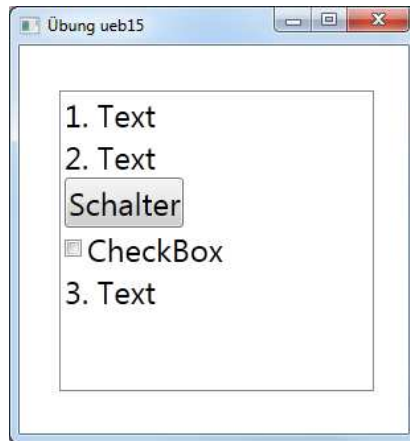 Übung ueb15
1. Text
2. Text
Schalter
CheckBox
3. Text